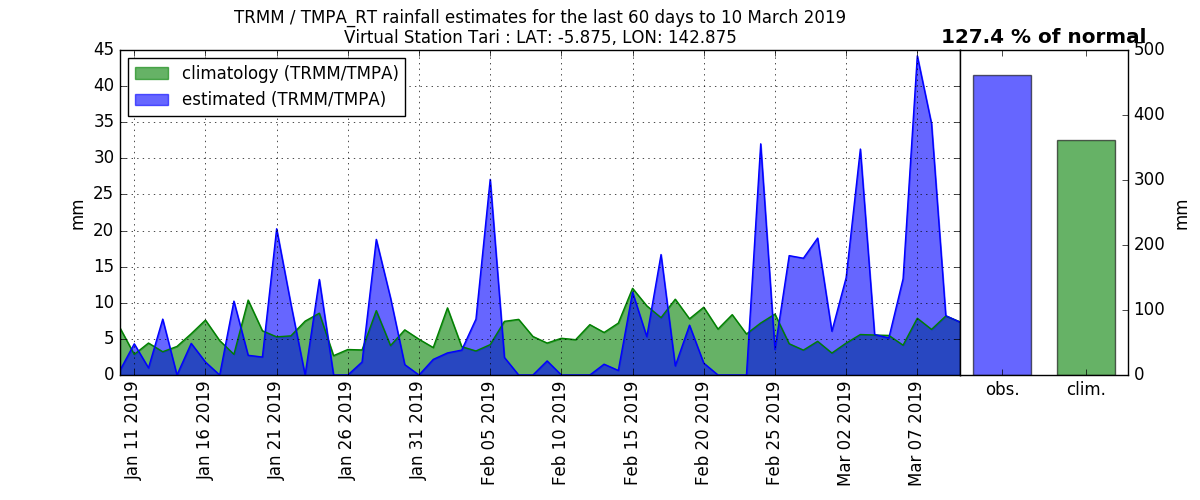 TRMM / TMPA_RT rainfall estimates for the last 60 days to 10 March 2019
Virtual Station Tari : LAT: -5.875, LON: 142.875
127.4 % of normal
climatology (TRMM/TMPA)
estimated (TRMM/TMPA)
mm
45
40
35
30
25
20
15
10
5
0
Jan 11 2019
Jan 16 2019
Jan 21 2019
Jan 26 2019
Jan 31 2019
Feb 05 2019
Feb 10 2019
Feb 15 2019
Feb 20 2019
Feb 25 2019
Mar 02 2019
Mar 07 2019
obs.
clim.
500
400
300
200
100
0
mm